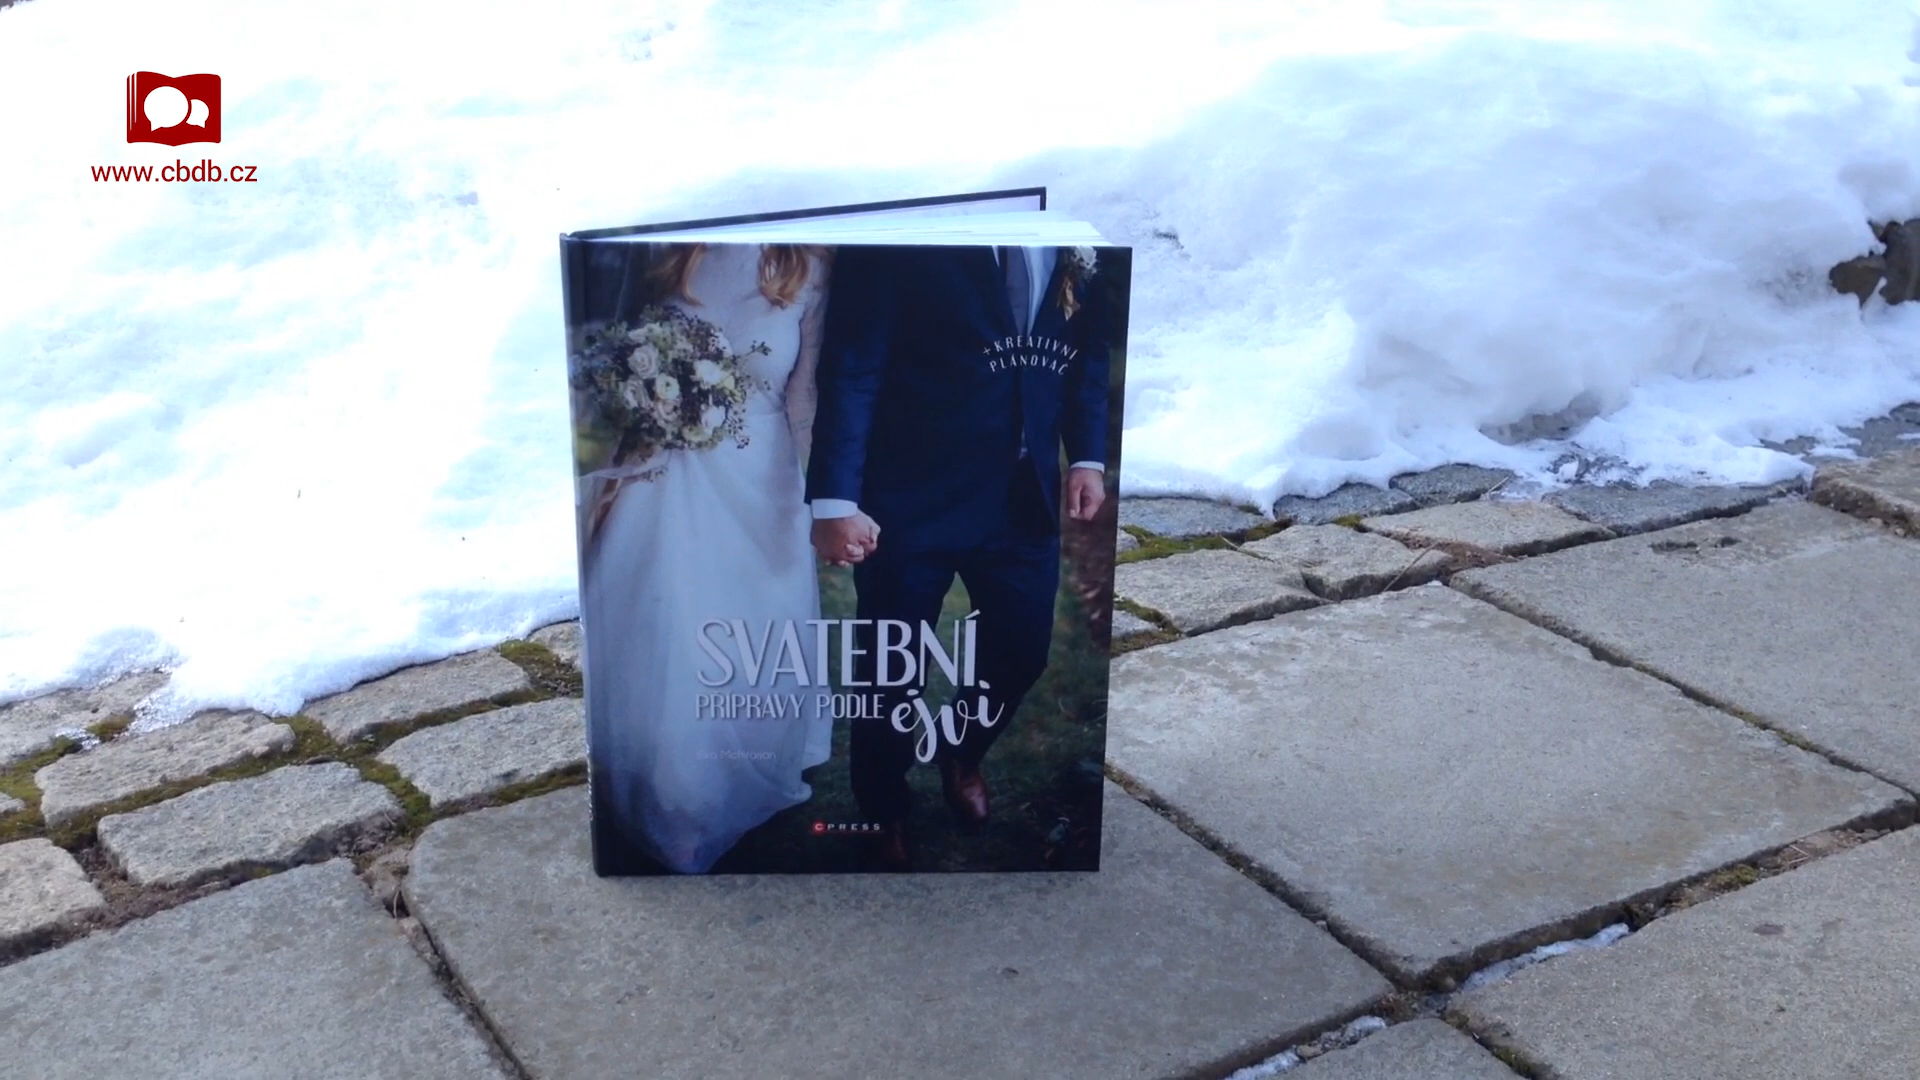 www.cbdb.cz
+KREATIVNÍ
PLÁNOVAČ
SVATEBNÍ
PŘÍPRAVY PODLE ejvi
CPRESS